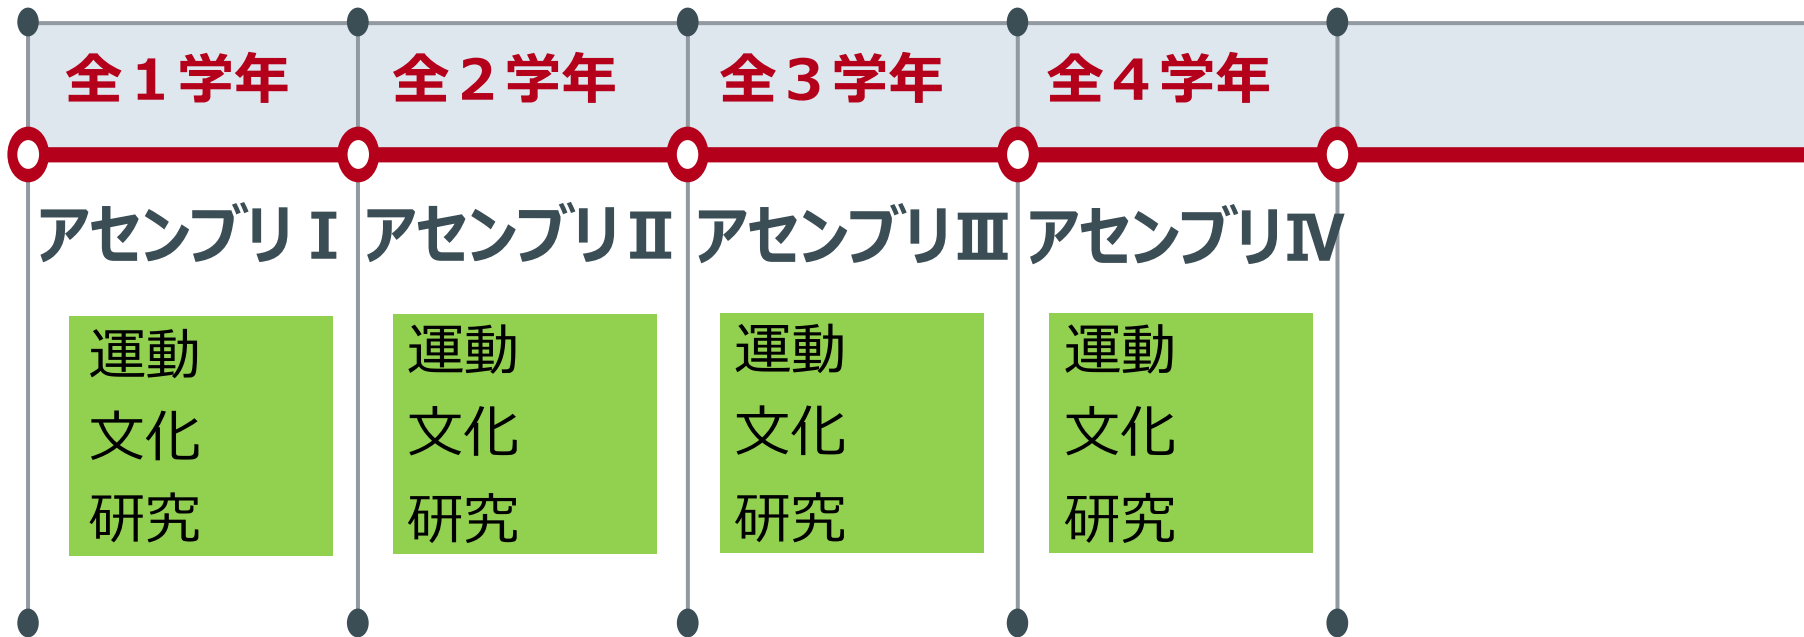 全１学年 全２学年 全３学年 全４学年
アセンブリⅠ アセンブリⅡ アセンブリⅢ アセンブリⅣ
運動 運動 運動 運動
文化 文化 文化 文化
研究 研究 研究 研究